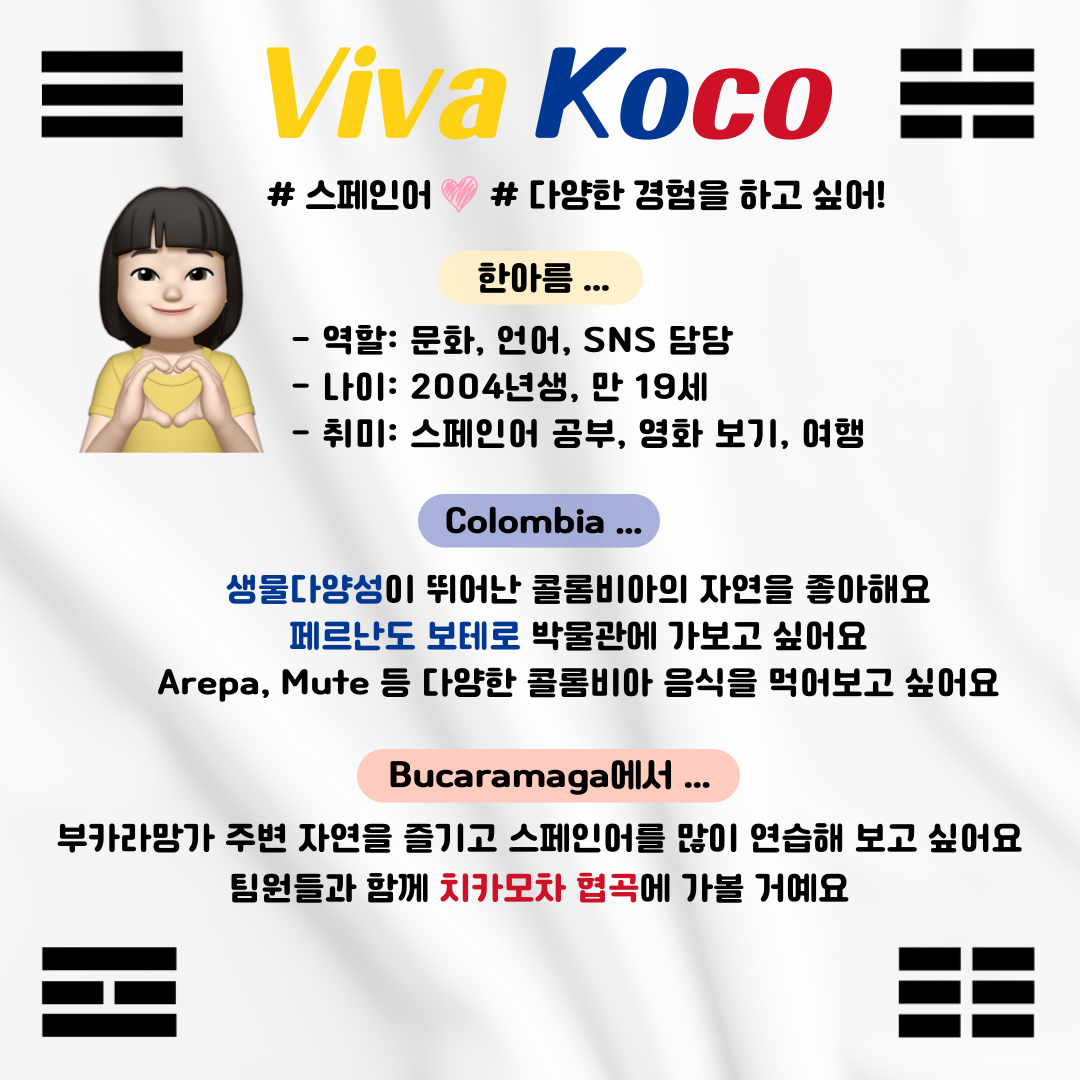 Viva Koco
# 스페인어 # 다양한 경험을 하고 싶어!
한아름 ...
- 역할: 문화, 언어, SNS 담당
- 나이: 2004년생, 만 19세
- 취미: 스페인어 공부, 영화 보기, 여행
Colombia ...
생물다양성이 뛰어난 콜롬비아의 자연을 좋아해요
페르난도 보테로 박물관에 가보고 싶어요
Arepa, Mute 등 다양한 콜롬비아 음식을 먹어보고 싶어요
Bucaramaga에서 ...
부카라망가 주변 자연을 즐기고 스페인어를 많이 연습해 보고 싶어요
팀원들과 함께 치카모차 협곡에 가볼 거예요